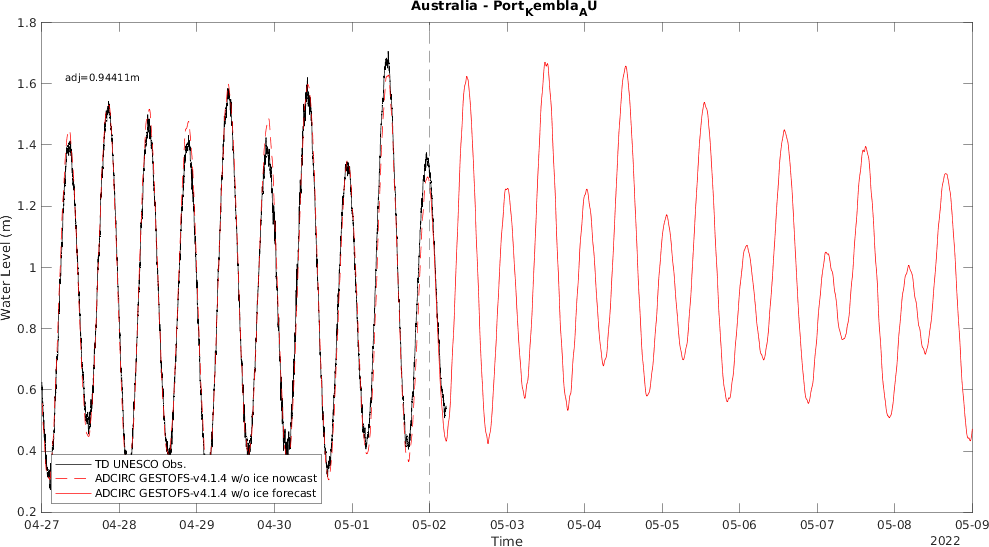 Australia - PortKemblaAU
1.8
1.6
1.4
1.2
1
0.8
0.6
0.4
0.2
Water Level (m)
adj=0.94411m
TD UNESCO Obs.
ADCIRC GESTOFS-v4.1.4 w/o ice nowcast
ADCIRC GESTOFS-v4.1.4 w/o ice forecast
04-27 04-28 04-29 04-30 05-01 05-02 05-03 05-04 05-05 05-06 05-07 05-08 05-09
Time
2022